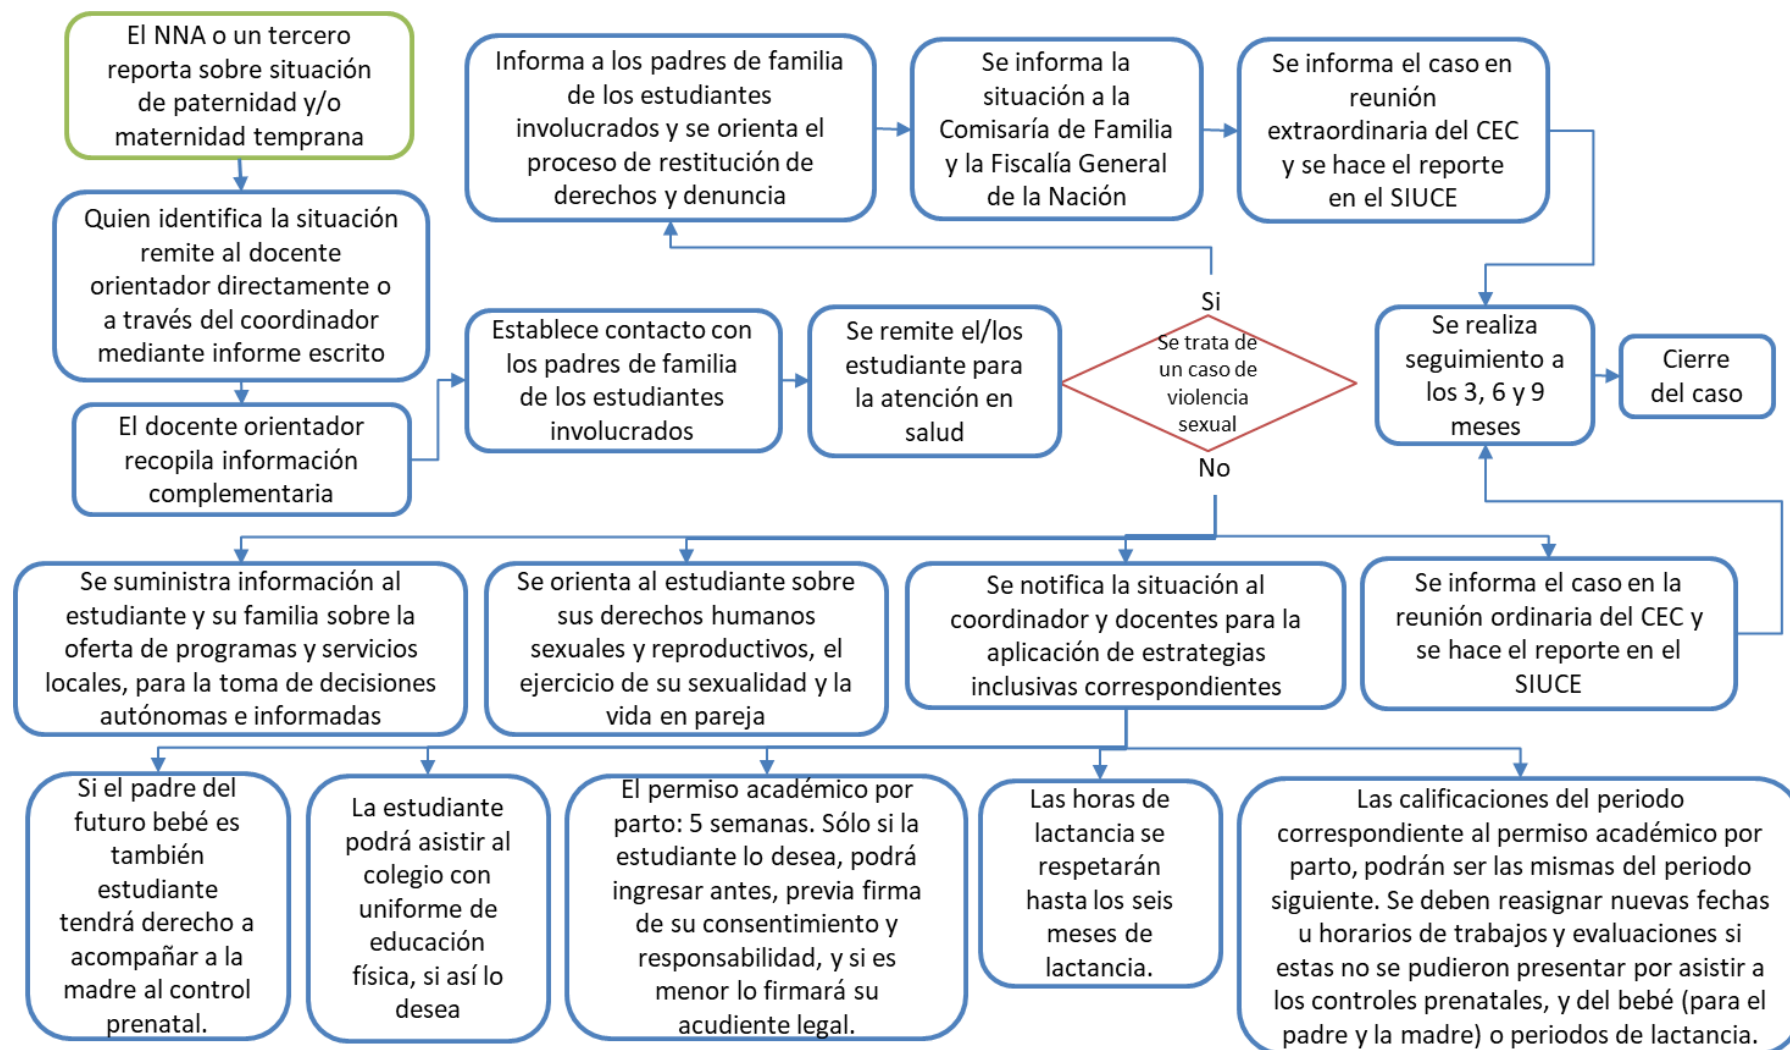 El NNA o un tercero
reporta sobre situación
de paternidad y/o
maternidad temprana
Quien identifica la situación
remite al docente
orientador directamente o
a través del coordinador
mediante informe escrito
El docente orientador
recopila información
complementaria
Establece contacto con
los padres de familia
de los estudiantes
involucrados
Se remite el/los
estudiante para
la atención en
salud
Se trata de
un caso de
violencia
sexual
Si
Informa a los padres de familia
de los estudiantes
involucrados y se orienta el
proceso de restitución de
derechos y denuncia
Se informa la
situación a la
Comisaría de Familia
y la Fiscalía General
de la Nación
Se informa el caso en
reunión
extraordinaria del CEC
y se hace el reporte
en el SIUCE
Se realiza
seguimiento a
los 3, 6 y 9
meses
Cierre
del caso
No
Se suministra información al
estudiante y su familia sobre la
oferta de programas y servicios
locales, para la toma de decisiones
autónomas e informadas
Se orienta al estudiante sobre
sus derechos humanos
sexuales y reproductivos, el
ejercicio de su sexualidad y la
vida en pareja
Se notifica la situación al
coordinador y docentes para la
aplicación de estrategias
inclusivas correspondientes
Se informa el caso en la
reunión ordinaria del CEC y
se hace el reporte en el
SIUCE
Si el padre del
futuro bebé es
también
estudiante
tendrá derecho a
acompañar a la
madre al control
prenatal.
La estudiante
podrá asistir al
colegio con
uniforme de
educación
física, si así lo
desea
El permiso académico por
parto: 5 semanas. Sólo si la
estudiante lo desea, podrá
ingresar antes, previa firma
de su consentimiento y
responsabilidad, y si es
menor lo firmará su
acudiente legal.
Las horas de
lactancia se
respetarán
hasta los seis
meses de
lactancia.
Las calificaciones del periodo
correspondiente al permiso académico por
parto, podrán ser las mismas del periodo
siguiente. Se deben reasignar nuevas fechas
u horarios de trabajos y evaluaciones si
estas no se pudieron presentar por asistir a
los controles prenatales, y del bebé (para el
padre y la madre) o periodos de lactancia.